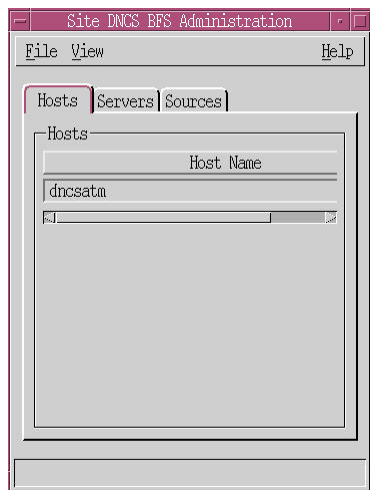 Site DNCS BFS Administration
File View Help
Hosts Servers Sources
Hosts
Host Name
dncsatm